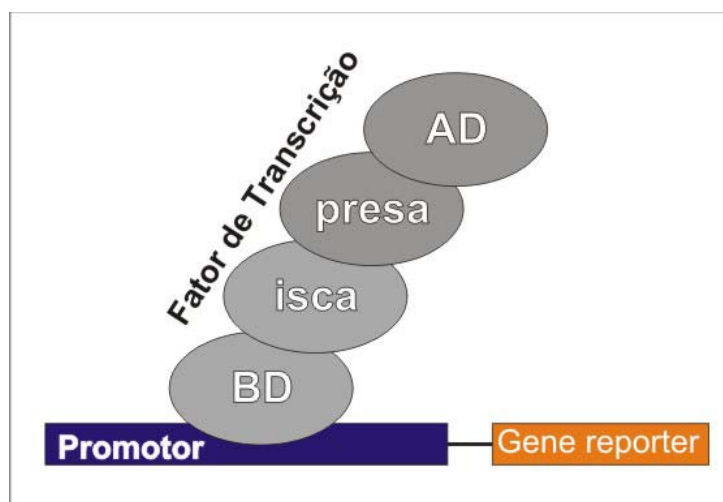 Fator de Transcrição
AD
presa
isca
BD
Promotor
Gene reporter